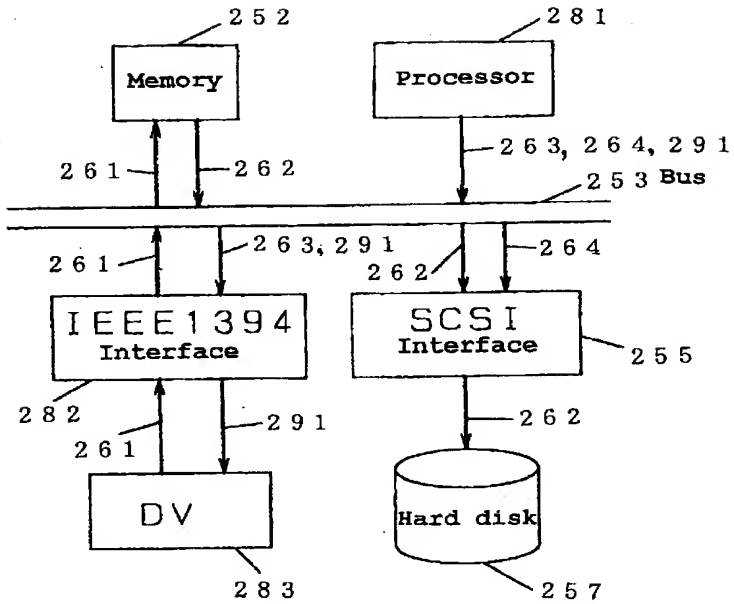 252
281
Memory
Processor
261
262
263, 264, 291
253 Bus
261
263, 291
262
264
IEEE1394
Interface
SCSI
Interface
255
282
261
291
262
DV
Hard disk
283
257